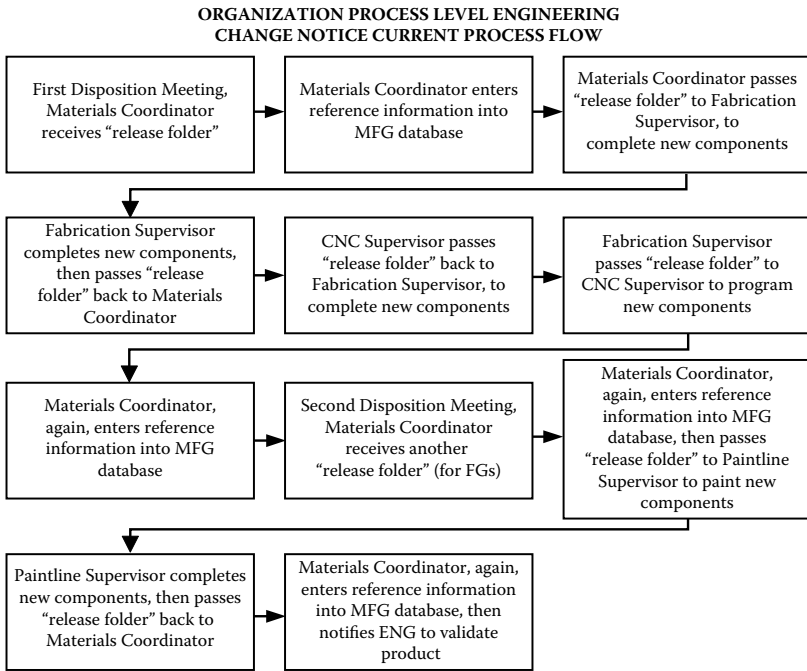 ORGANIZATION PROCESS LEVEL ENGINEERING
CHANGE NOTICE CURRENT PROCESS FLOW
First Disposition Meeting,
Materials Coordinator
receives “release folder”
Materials Coordinator enters
reference information into
MFG database
Materials Coordinator passes
“release folder” to Fabrication
Supervisor, to
complete new components
Fabrication Supervisor
completes new components,
then passes “release
folder” back to Materials
Coordinator
CNC Supervisor passes
“release folder” back to
Fabrication Supervisor, to
complete new components
Fabrication Supervisor
passes “release folder” to
CNC Supervisor to program
new components
Materials Coordinator,
again, enters reference
information into MFG
database
Second Disposition Meeting,
Materials Coordinator
receives another
“release folder” (for FGs)
Materials Coordinator,
again, enters reference
information into MFG
database, then passes
“release folder” to Paintline
Supervisor to paint new
components
Paintline Supervisor completes
new components, then passes
“release folder” back to
Materials Coordinator
Materials Coordinator, again,
enters reference information
into MFG database, then
notifies ENG to validate
product